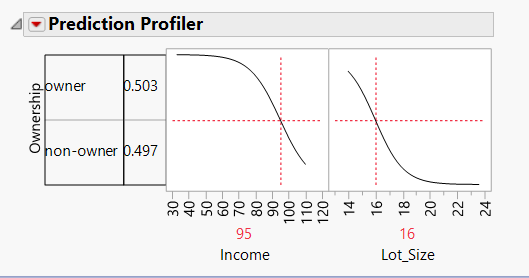 Prediction Profiler
Ownership
owner 0.503
non-owner 0.497
30 40 50 60 70 80 90 100 110 120
14 16 18 20 22 24
95
16
Income
Lot_Size